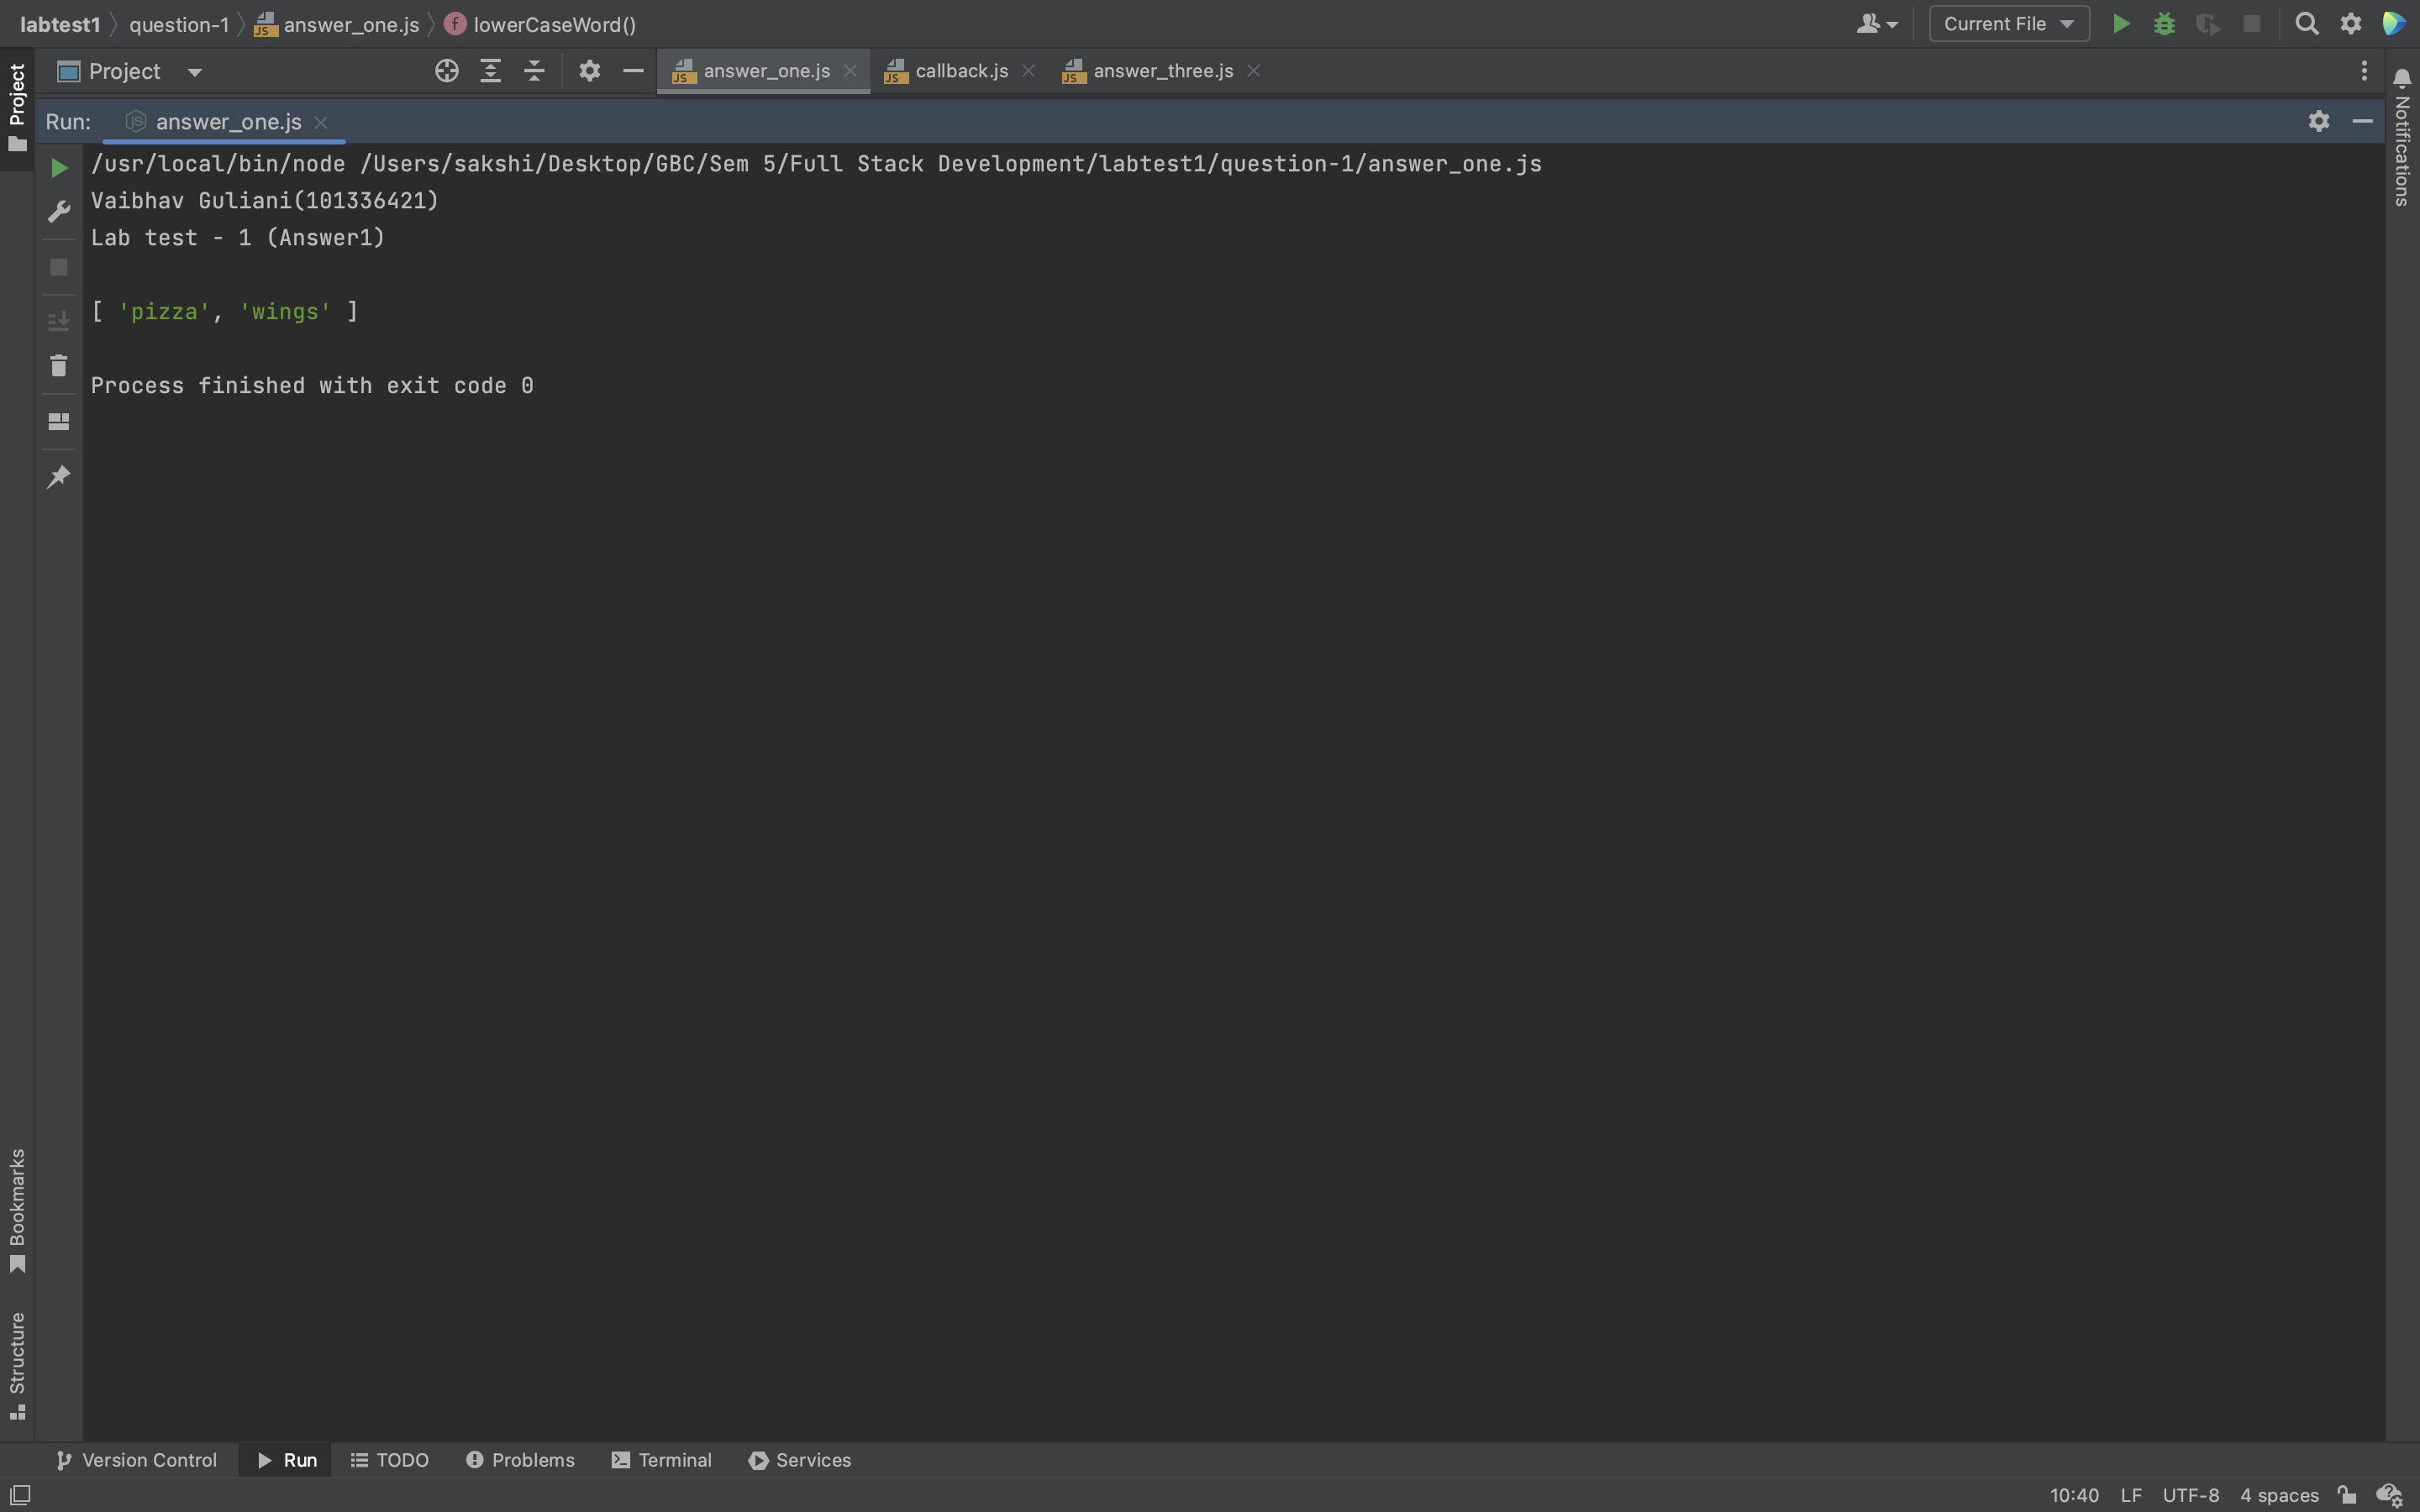 labtest1 question-1 answer_one.js lowerCaseWord() Current File
Project answer_one.js callback.js answer_three.js
Project
Notifications
Run: answer_one.js
/usr/local/bin/node /Users/sakshi/Desktop/GBC/Sem 5/Full Stack Development/labtest1/question-1/answer_one.js
Vaibhav Guliani(101336421)
Lab test - 1 (Answer1)
[ 'pizza', 'wings' ]
Process finished with exit code 0
Bookmarks
Structure
Version Control Run TODO Problems Terminal Services
10:40 LF UTF-8 4 spaces